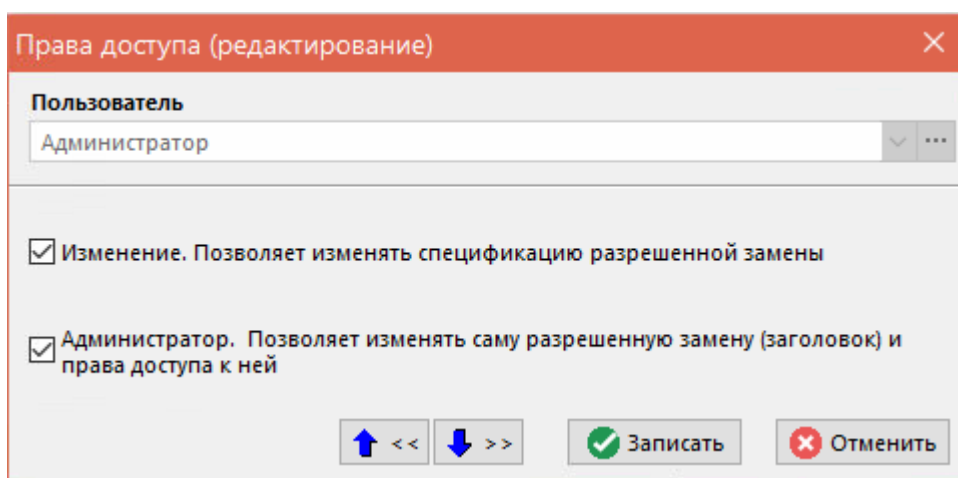 Права доступа (редактирование)
Пользователь
Администратор
Изменение. Позволяет изменять спецификацию разрешенной замены
Администратор.  Позволяет изменять саму разрешенную замену (заголовок) и
права доступа к ней
<< >> Записать Отменить